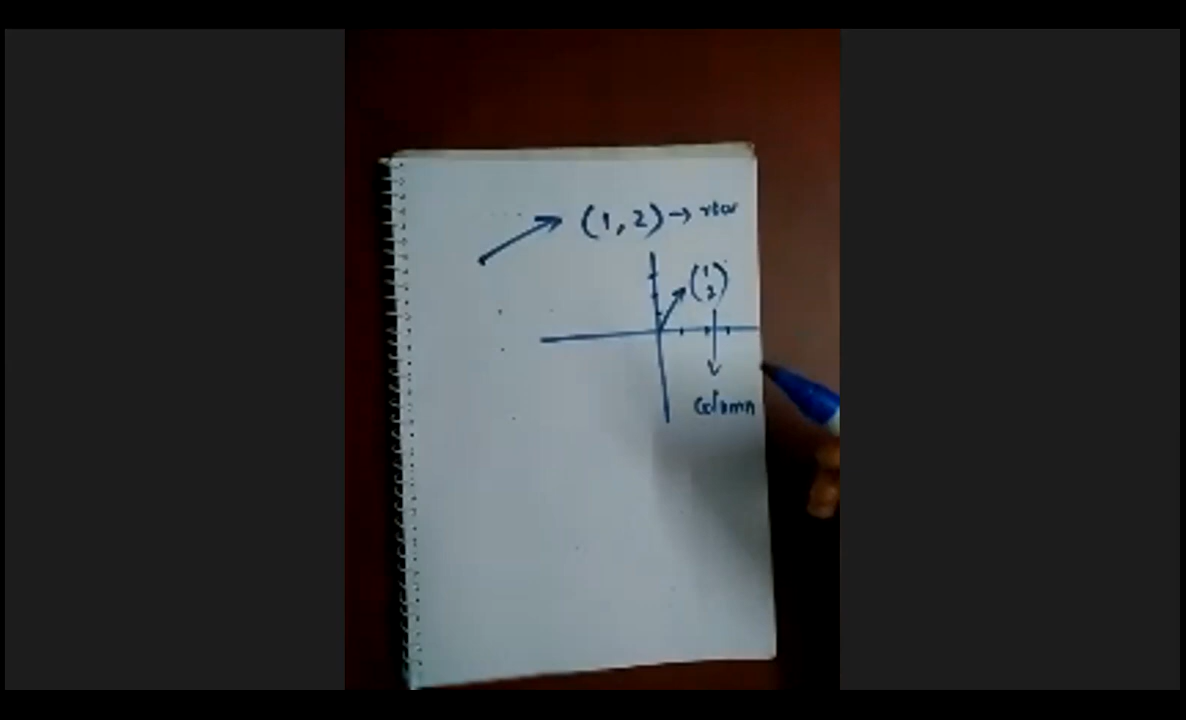 (1, 2) → row
(1
2)
column